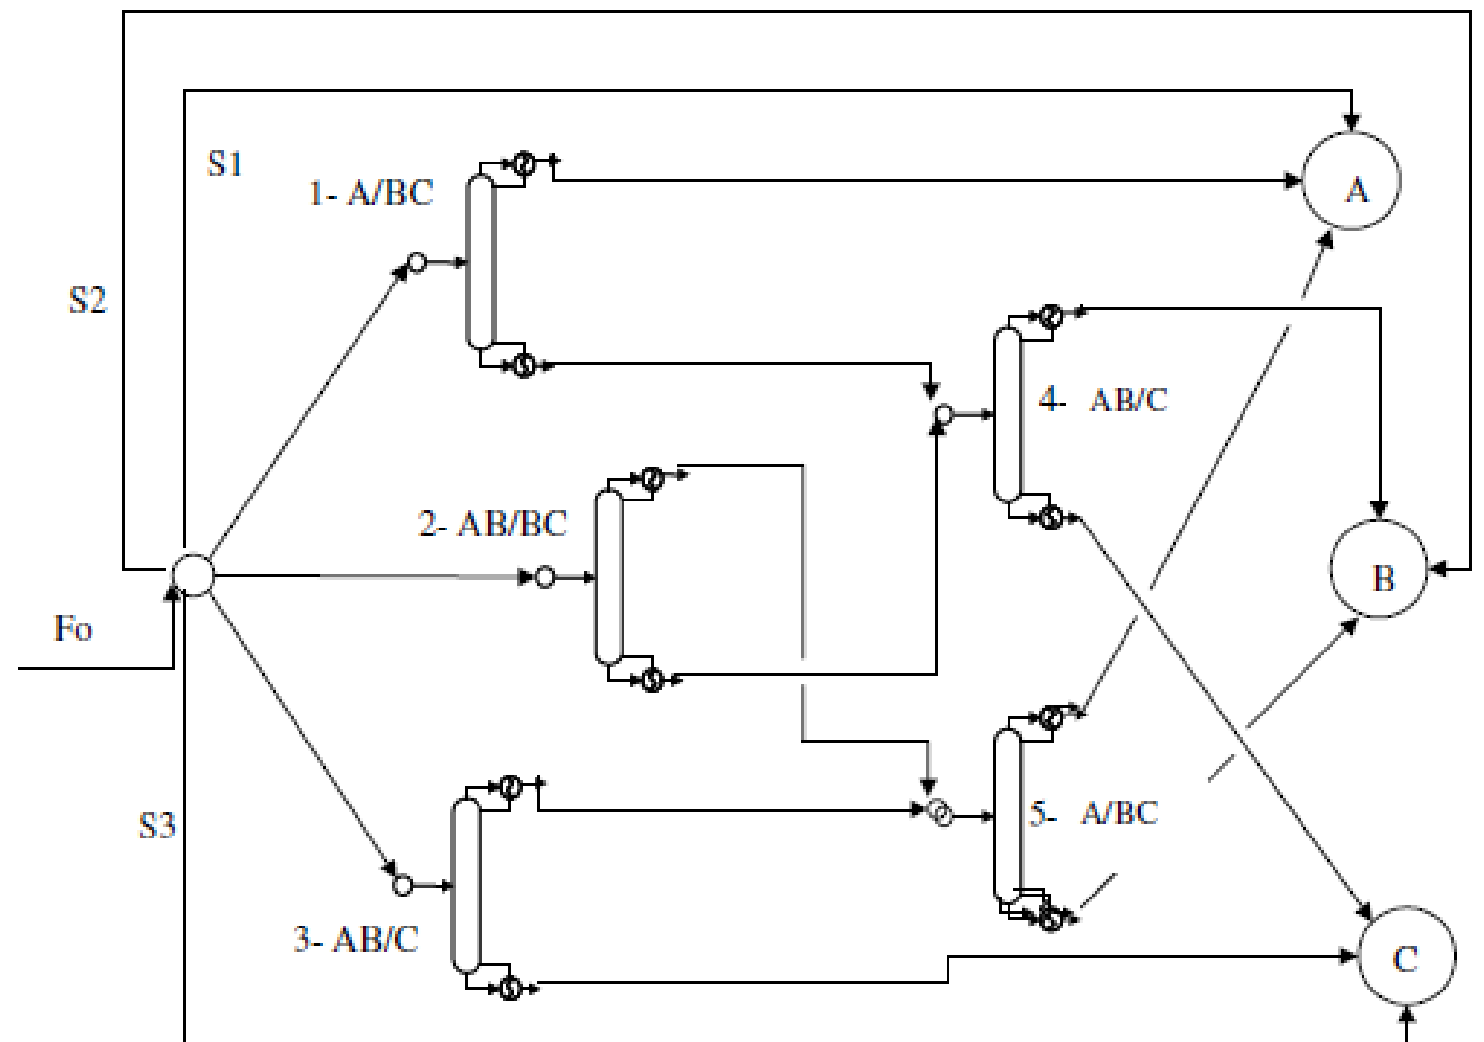 S1
1- A/BC
A
S2
4- AB/C
2- AB/BC
B
Fo
S3
5- A/BC
3- AB/C
C